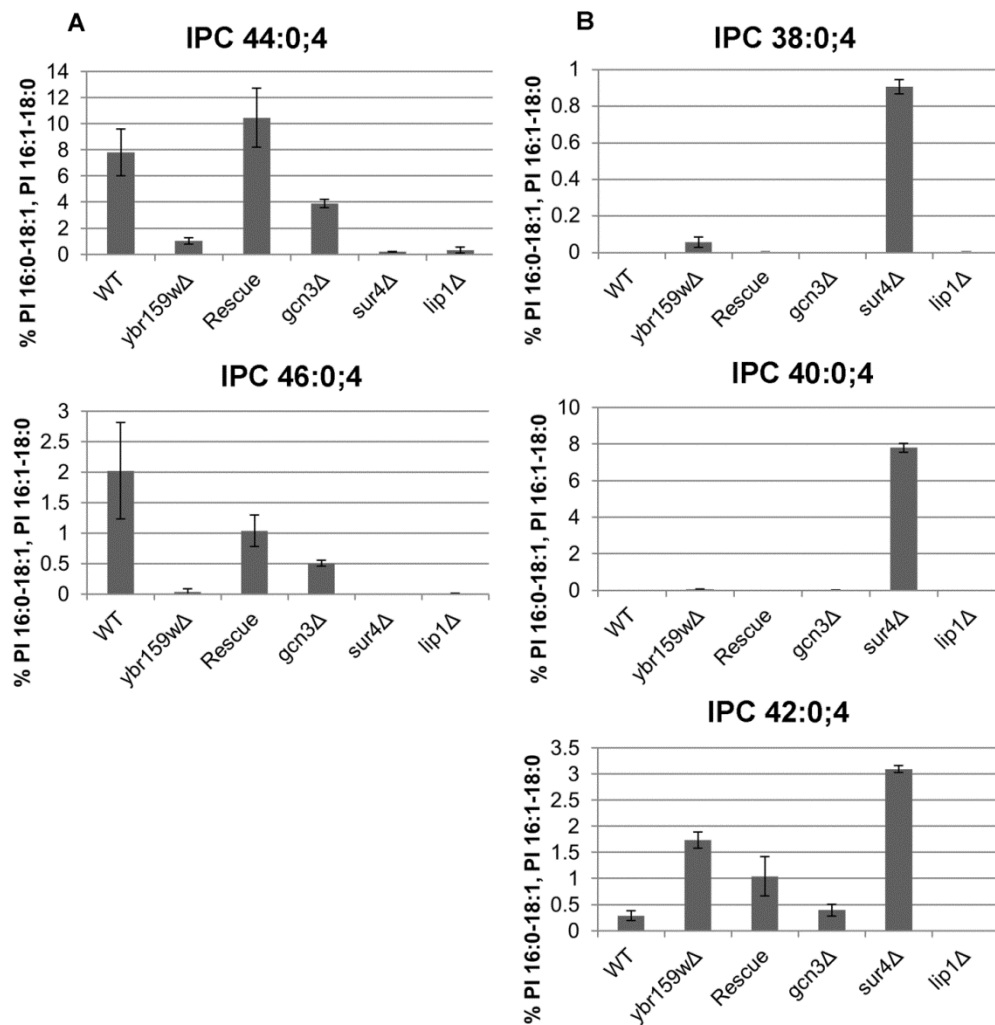 A
IPC 44:0;4
% PI 16:0-18:1, PI 16:1-18:0
14
12
10
8
6
4
2
0
WT
ybr159wΔ
Rescue
gcn3Δ
sur4Δ
lip1Δ
IPC 46:0;4
% PI 16:0-18:1, PI 16:1-18:0
3
2.5
2
1.5
1
0.5
0
WT
ybr159wΔ
Rescue
gcn3Δ
sur4Δ
lip1Δ
B
IPC 38:0;4
% PI 16:0-18:1, PI 16:1-18:0
1
0.8
0.6
0.4
0.2
0
WT
ybr159wΔ
Rescue
gcn3Δ
sur4Δ
lip1Δ
IPC 40:0;4
% PI 16:0-18:1, PI 16:1-18:0
10
8
6
4
2
0
WT
ybr159wΔ
Rescue
gcn3Δ
sur4Δ
lip1Δ
IPC 42:0;4
% PI 16:0-18:1, PI 16:1-18:0
3.5
3
2.5
2
1.5
1
0.5
0
WT
ybr159wΔ
Rescue
gcn3Δ
sur4Δ
lip1Δ